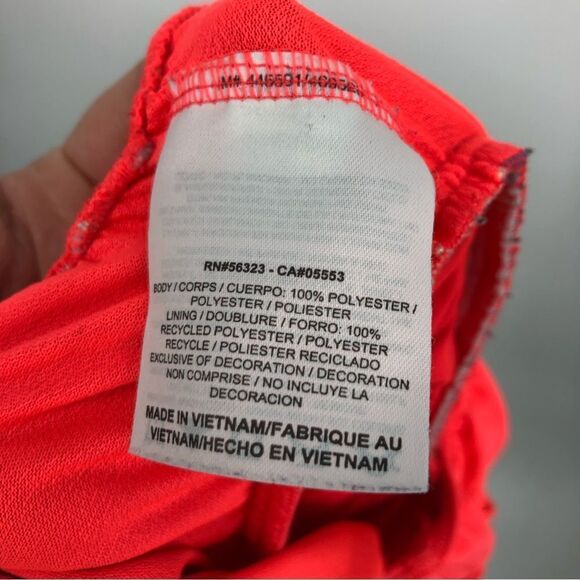 RN#56323 - CA#05553
BODY / CORPS / CUERPO: 100% POLYESTER /
POLYESTER / POLIESTER
LINING / DOUBLURE / FORRO: 100%
RECYCLED POLYESTER / POLYESTER
RECYCLE / POLIESTER RECICLADO
EXCLUSIVE OF DECORATION / DECORATION
NON COMPRISE / NO INCLUYE LA
DECORACION
MADE IN VIETNAM/FABRIQUE AU
VIETNAM/HECHO EN VIETNAM